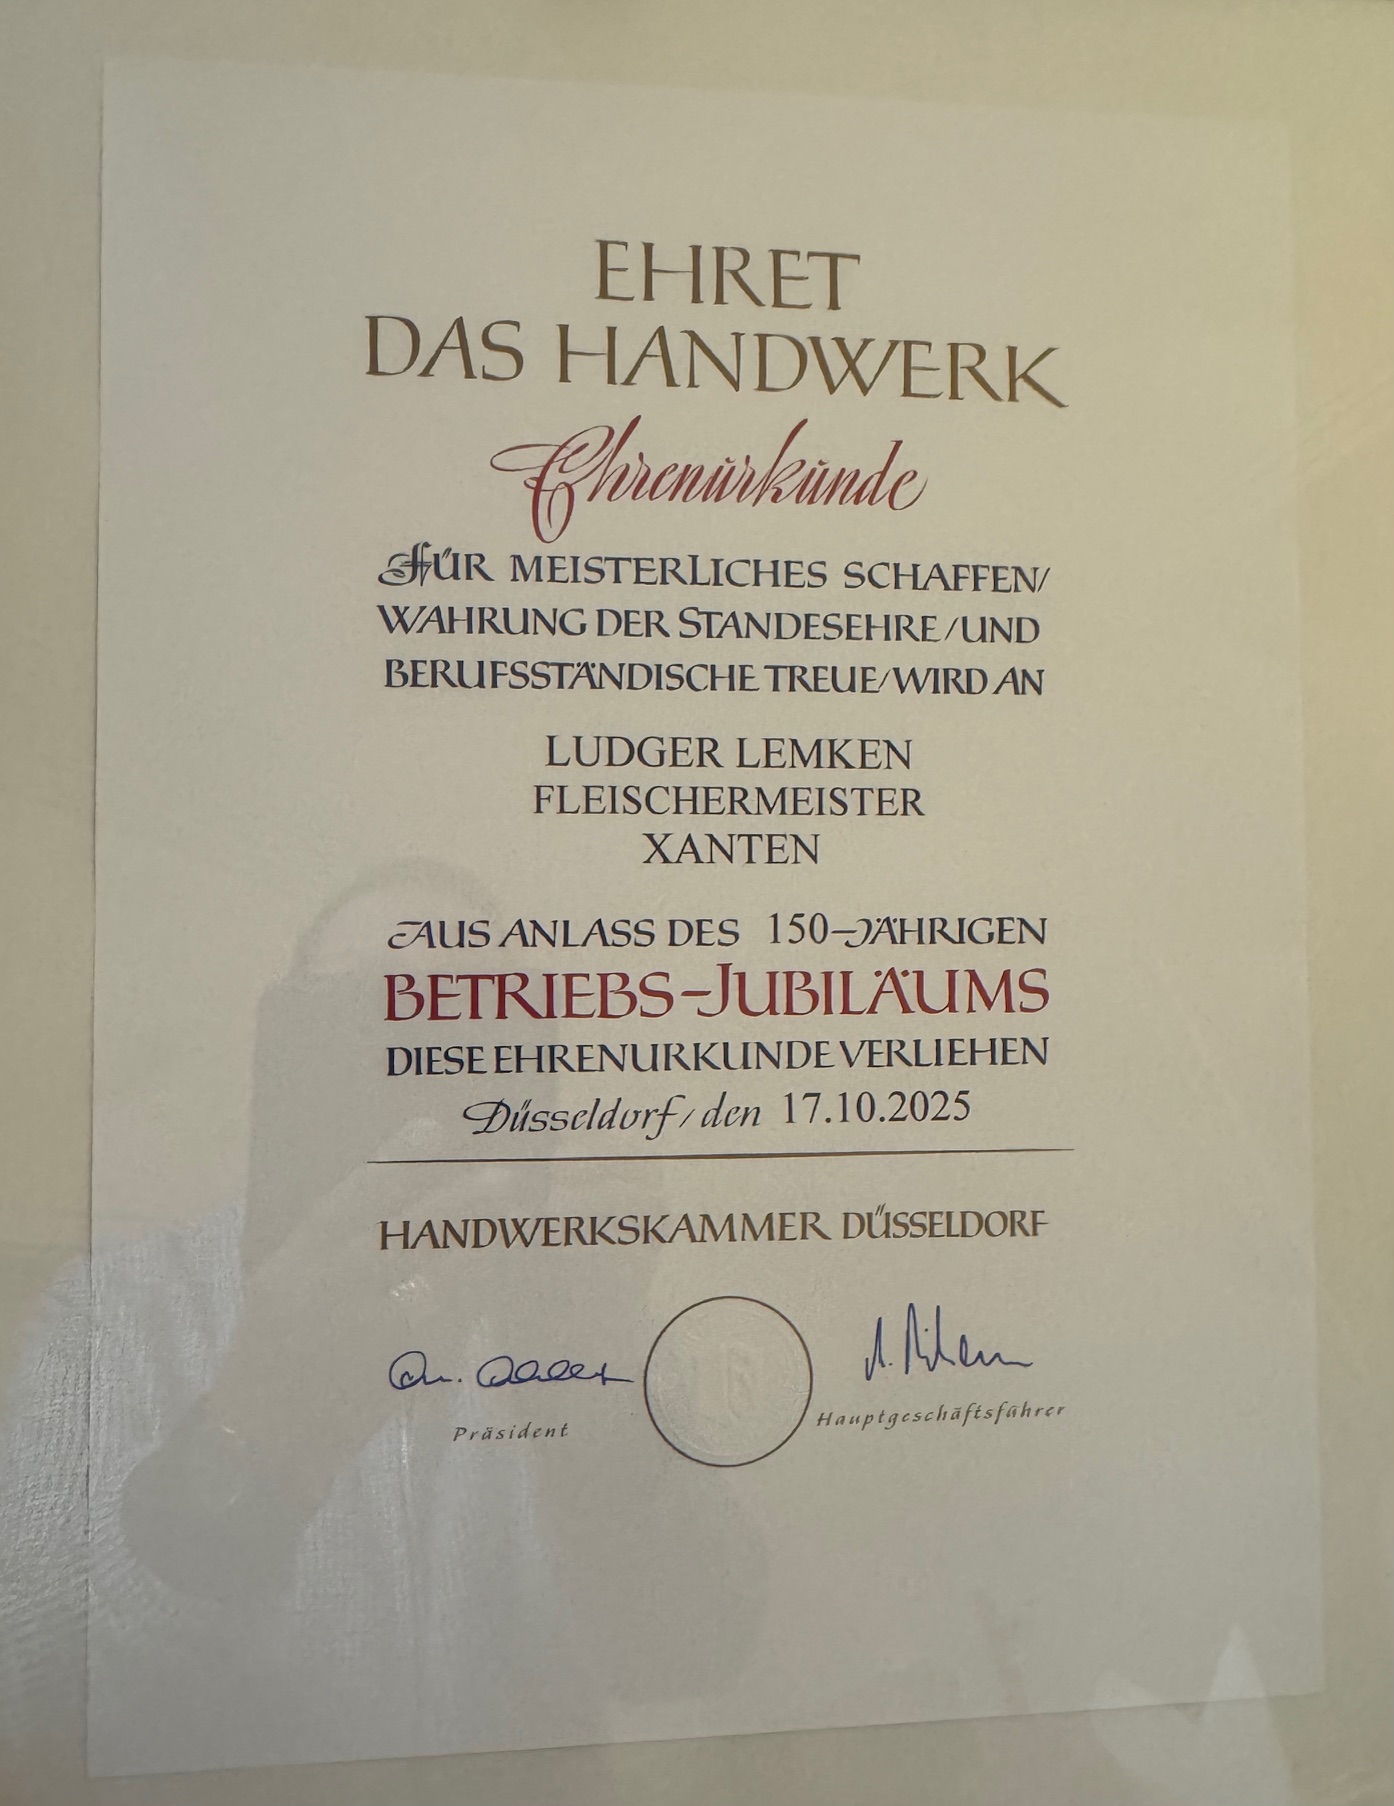 EHRET
DAS HANDWERK
Ehrenurkunde
FÜR MEISTERLICHES SCHAFFEN/
WAHRUNG DER STANDESEHRE/UND
BERUFSSTÄNDISCHE TREUE/WIRD AN
LUDGER LEMKEN
FLEISCHERMEISTER
XANTEN
AUS ANLASS DES 150-JÄHRIGEN
BETRIEBS-JUBILÄUMS
DIESE EHRENURKUNDE VERLIEHEN
Düsseldorf/den 17.10.2025
HANDWERKSKAMMER DÜSSELDORF
Präsident
Hauptgeschäftsführer